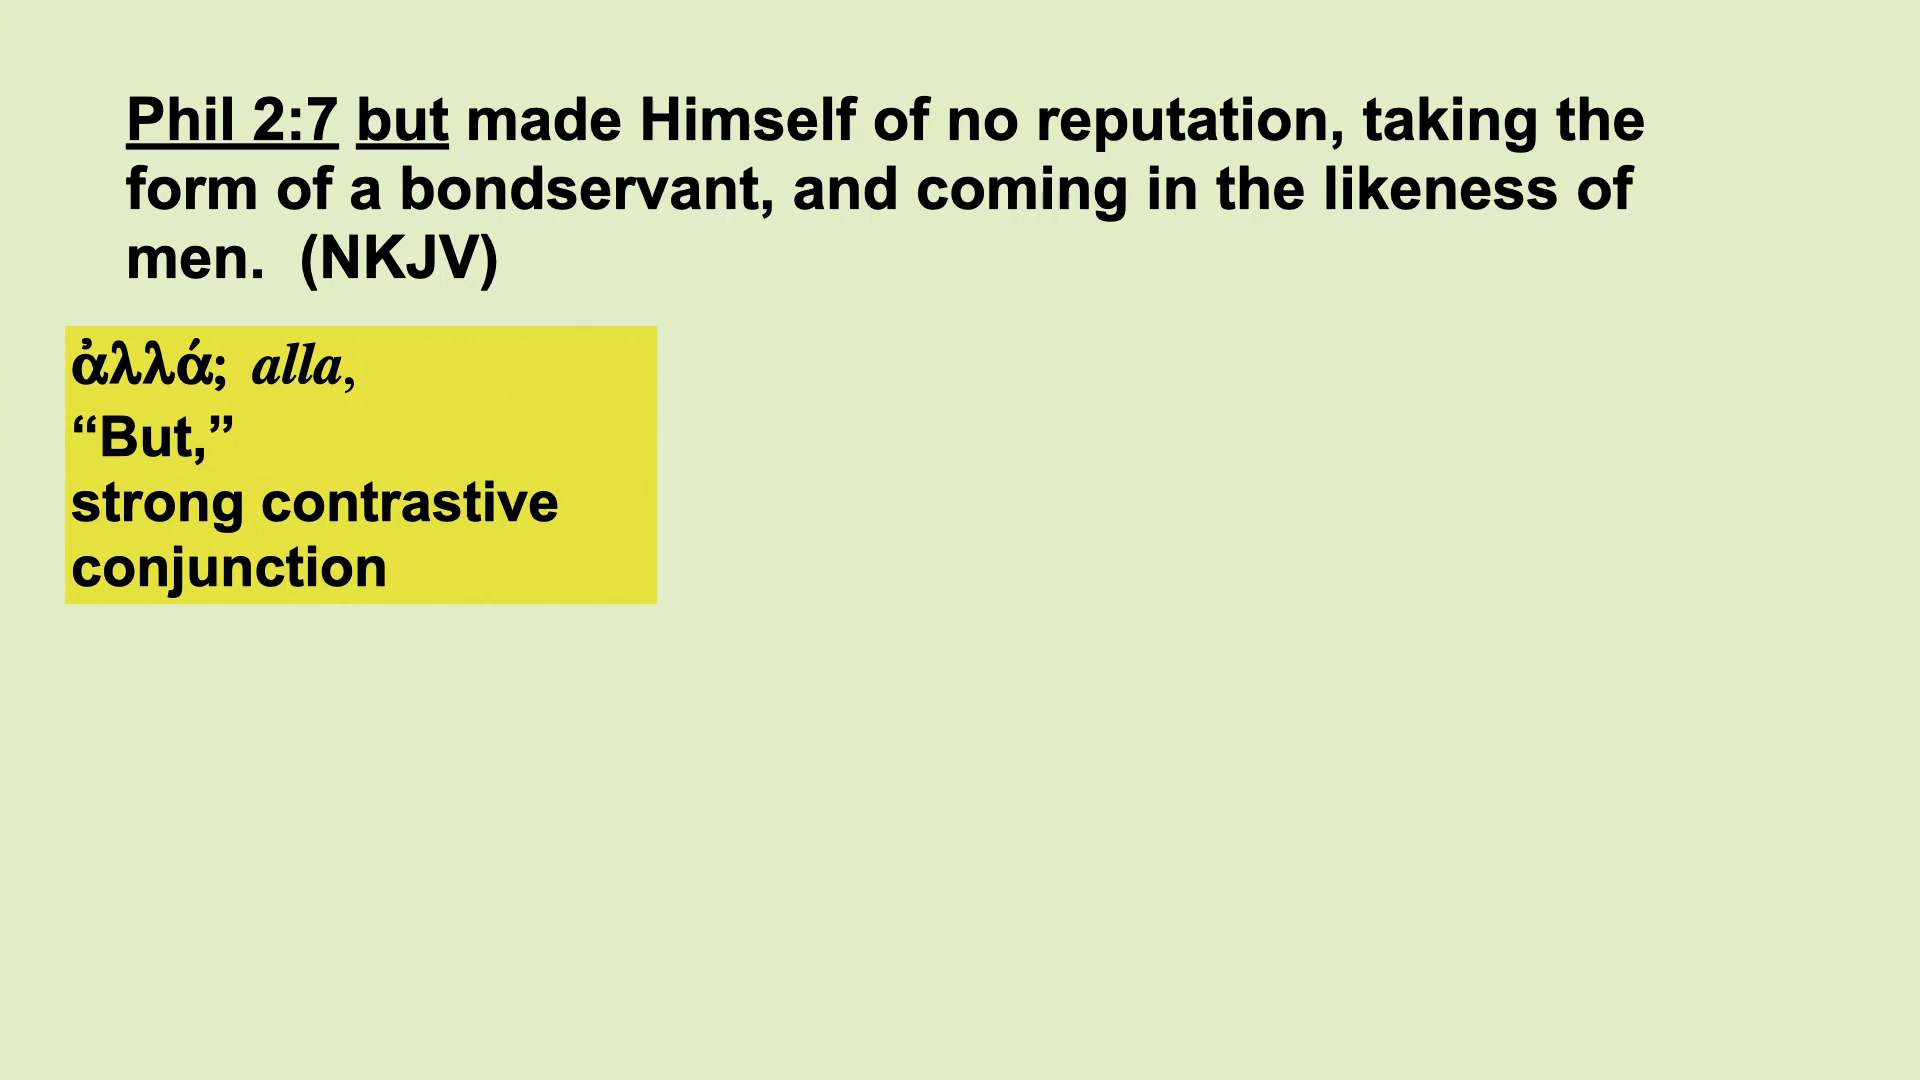 Phil 2:7 but made Himself of no reputation, taking the
form of a bondservant, and coming in the likeness of
men.  (NKJV)
ἀλλά; alla,
“But,”
strong contrastive
conjunction